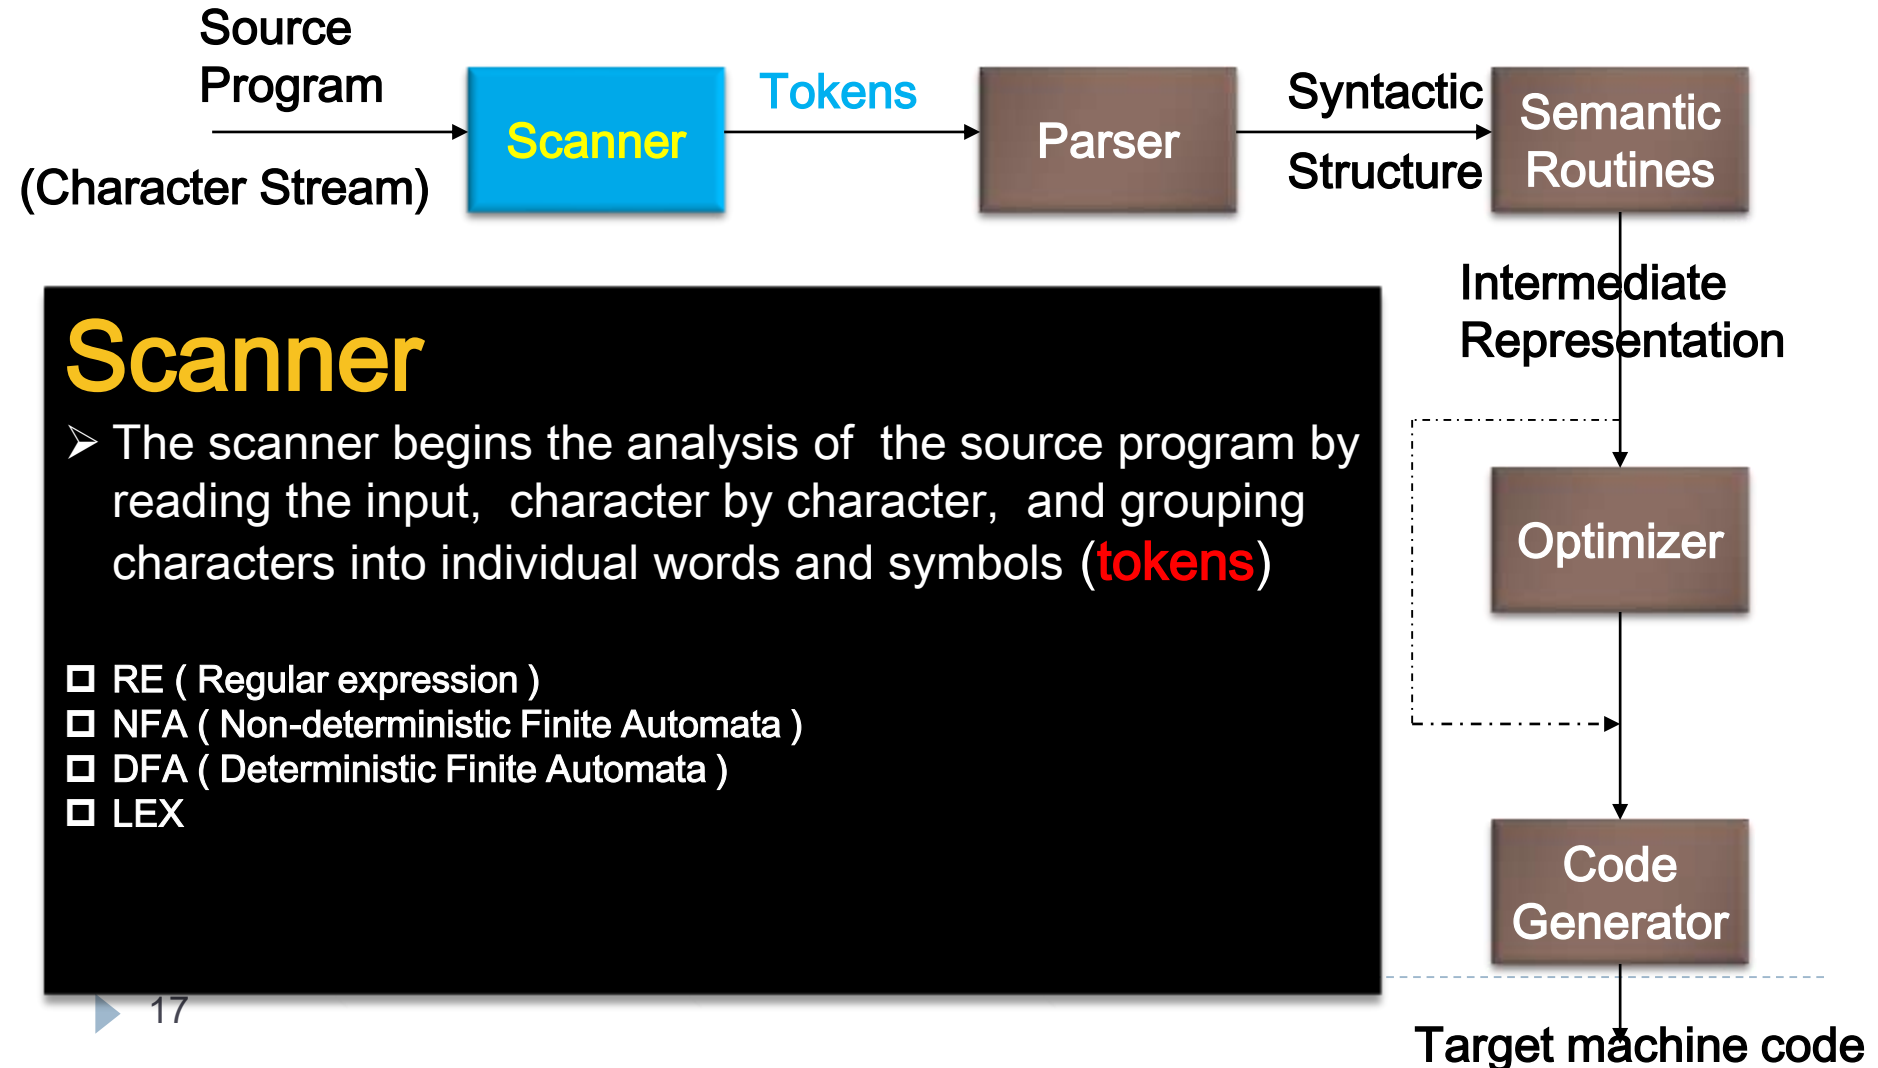 Source
Program
(Character Stream)
Scanner
Tokens
Parser
Syntactic
Structure
Semantic
Routines
Intermediate
Representation
Scanner
The scanner begins the analysis of  the source program by
reading the input,  character by character,  and grouping
characters into individual words and symbols (tokens)
RE ( Regular expression )
NFA ( Non-deterministic Finite Automata )
DFA ( Deterministic Finite Automata )
LEX
Optimizer
Code
Generator
17
Target machine code